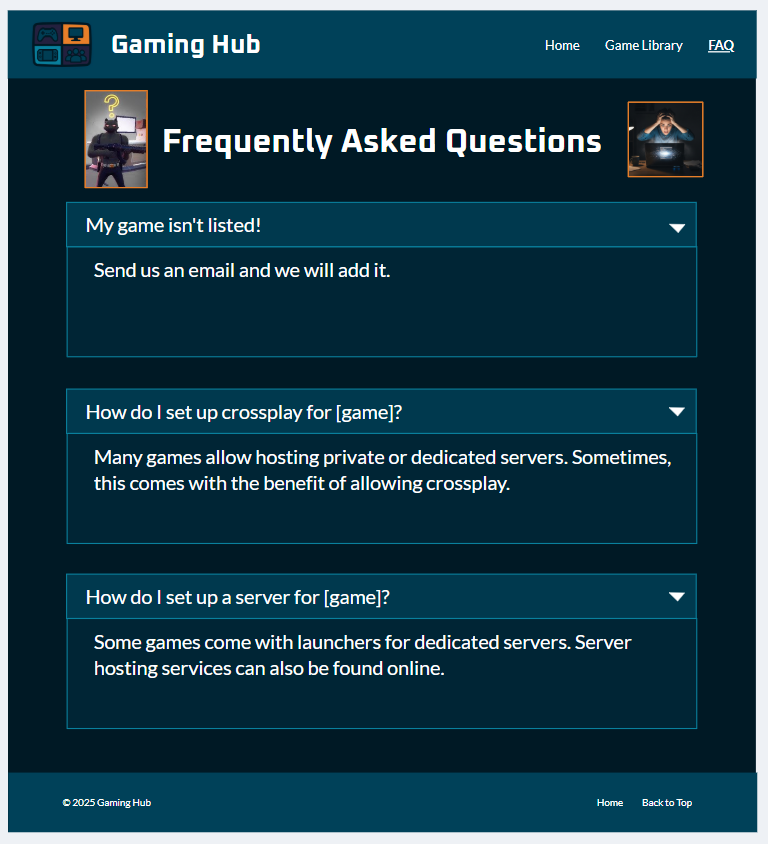 Gaming Hub
Home Game Library FAQ
?
Frequently Asked Questions
My game isn't listed!
Send us an email and we will add it.
How do I set up crossplay for [game]?
Many games allow hosting private or dedicated servers. Sometimes,
this comes with the benefit of allowing crossplay.
How do I set up a server for [game]?
Some games come with launchers for dedicated servers. Server
hosting services can also be found online.
© 2025 Gaming Hub
Home Back to Top